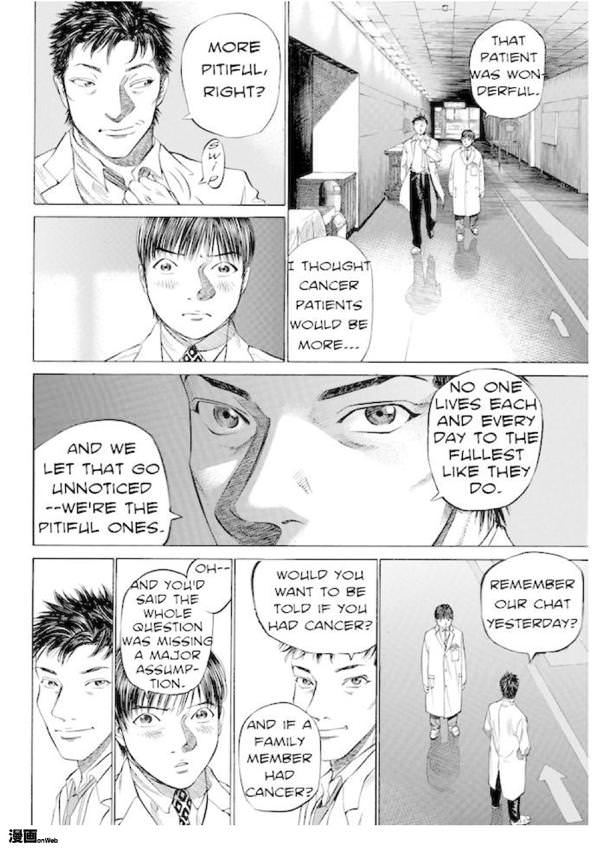 THAT
PATIENT
WAS WON-
DERFUL.
I THOUGHT
CANCER
PATIENTS
WOULD BE
MORE...
MORE
PITIFUL,
RIGHT?
SWIP
NO ONE
LIVES EACH
AND EVERY
DAY TO THE
FULLEST
LIKE THEY
DO.
AND WE
LET THAT GO
UNNOTICED
--WE'RE THE
PITIFUL ONES.
REMEMBER
OUR CHAT
YESTERDAY?
WOULD YOU
WANT TO BE
TOLD IF YOU
HAD CANCER?
AND IF A
FAMILY
MEMBER
HAD
CANCER?
OH--
AND YOU'D
SAID THE
WHOLE
QUESTION
WAS MISSING
A MAJOR
ASSUMP-
TION.
漫画onWeb